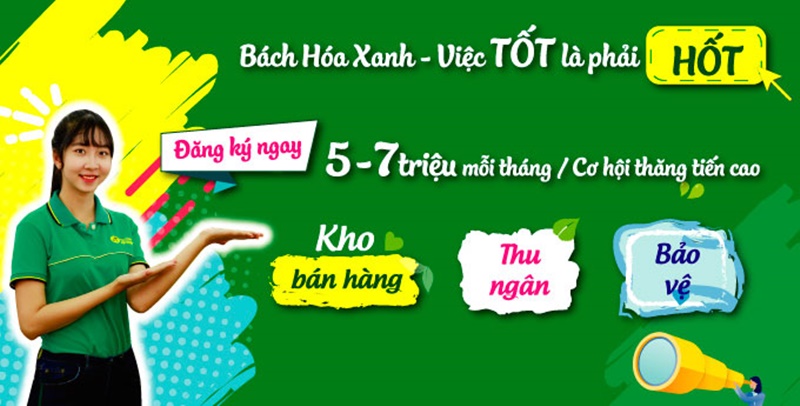 Bách Hóa Xanh - Việc TỐT là phải HỐT
Đăng ký ngay
5 - 7 triệu mỗi tháng / Cơ hội thăng tiến cao
Kho
bán hàng
Thu
ngân
Bảo
vệ